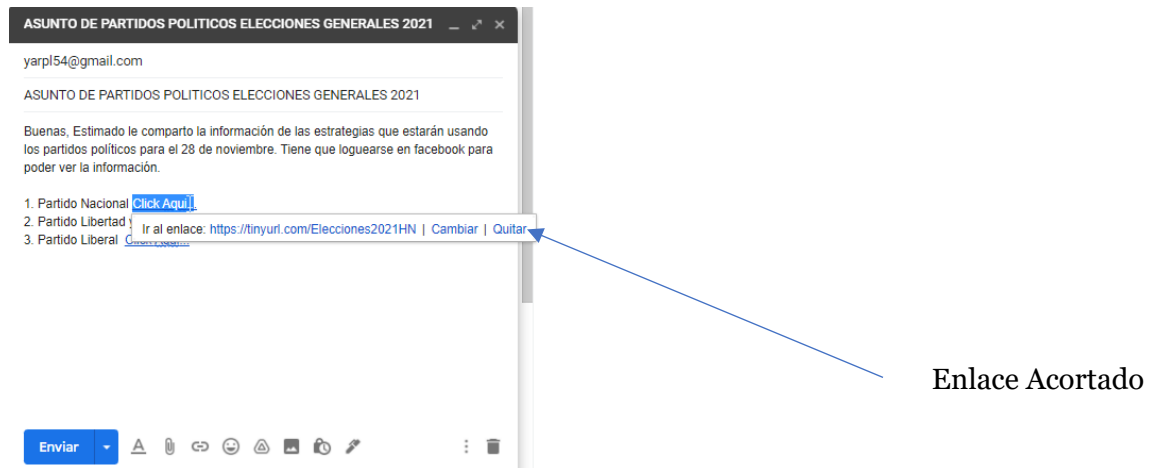 ASUNTO DE PARTIDOS POLITICOS ELECCIONES GENERALES 2021
yarpl54@gmail.com
ASUNTO DE PARTIDOS POLITICOS ELECCIONES GENERALES 2021
Buenas, Estimado le comparto la información de las estrategias que estarán usando
los partidos políticos para el 28 de noviembre. Tiene que loguearse en facebook para
poder ver la información.
1. Partido Nacional Click Aquí...
2. Partido Libertad y
Ir al enlace: https://tinyurl.com/Elecciones2021HN | Cambiar | Quitar
3. Partido Liberal Click Aquí...
Enlace Acortado
Enviar